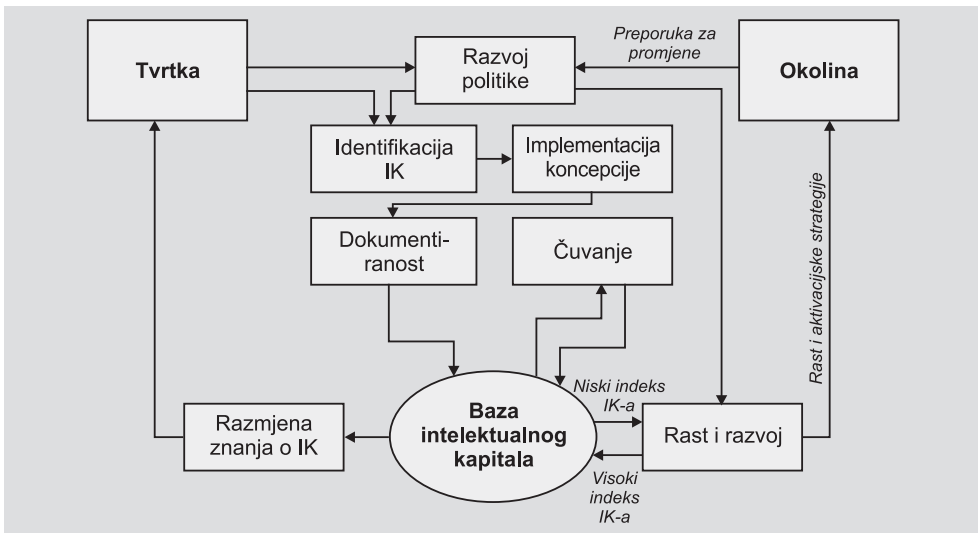 Tvrtka
Razvoj
politike
Preporuka za
promjene
Okolina
Identifikacija
IK
Implementacija
koncepcije
Dokumenti-
ranost
Čuvanje
Rast i aktivacijske strategije
Razmjena
znanja o IK
Baza
intelektualnog
kapitala
Niski indeks
IK-a
Rast i razvoj
Visoki
indeks
IK-a